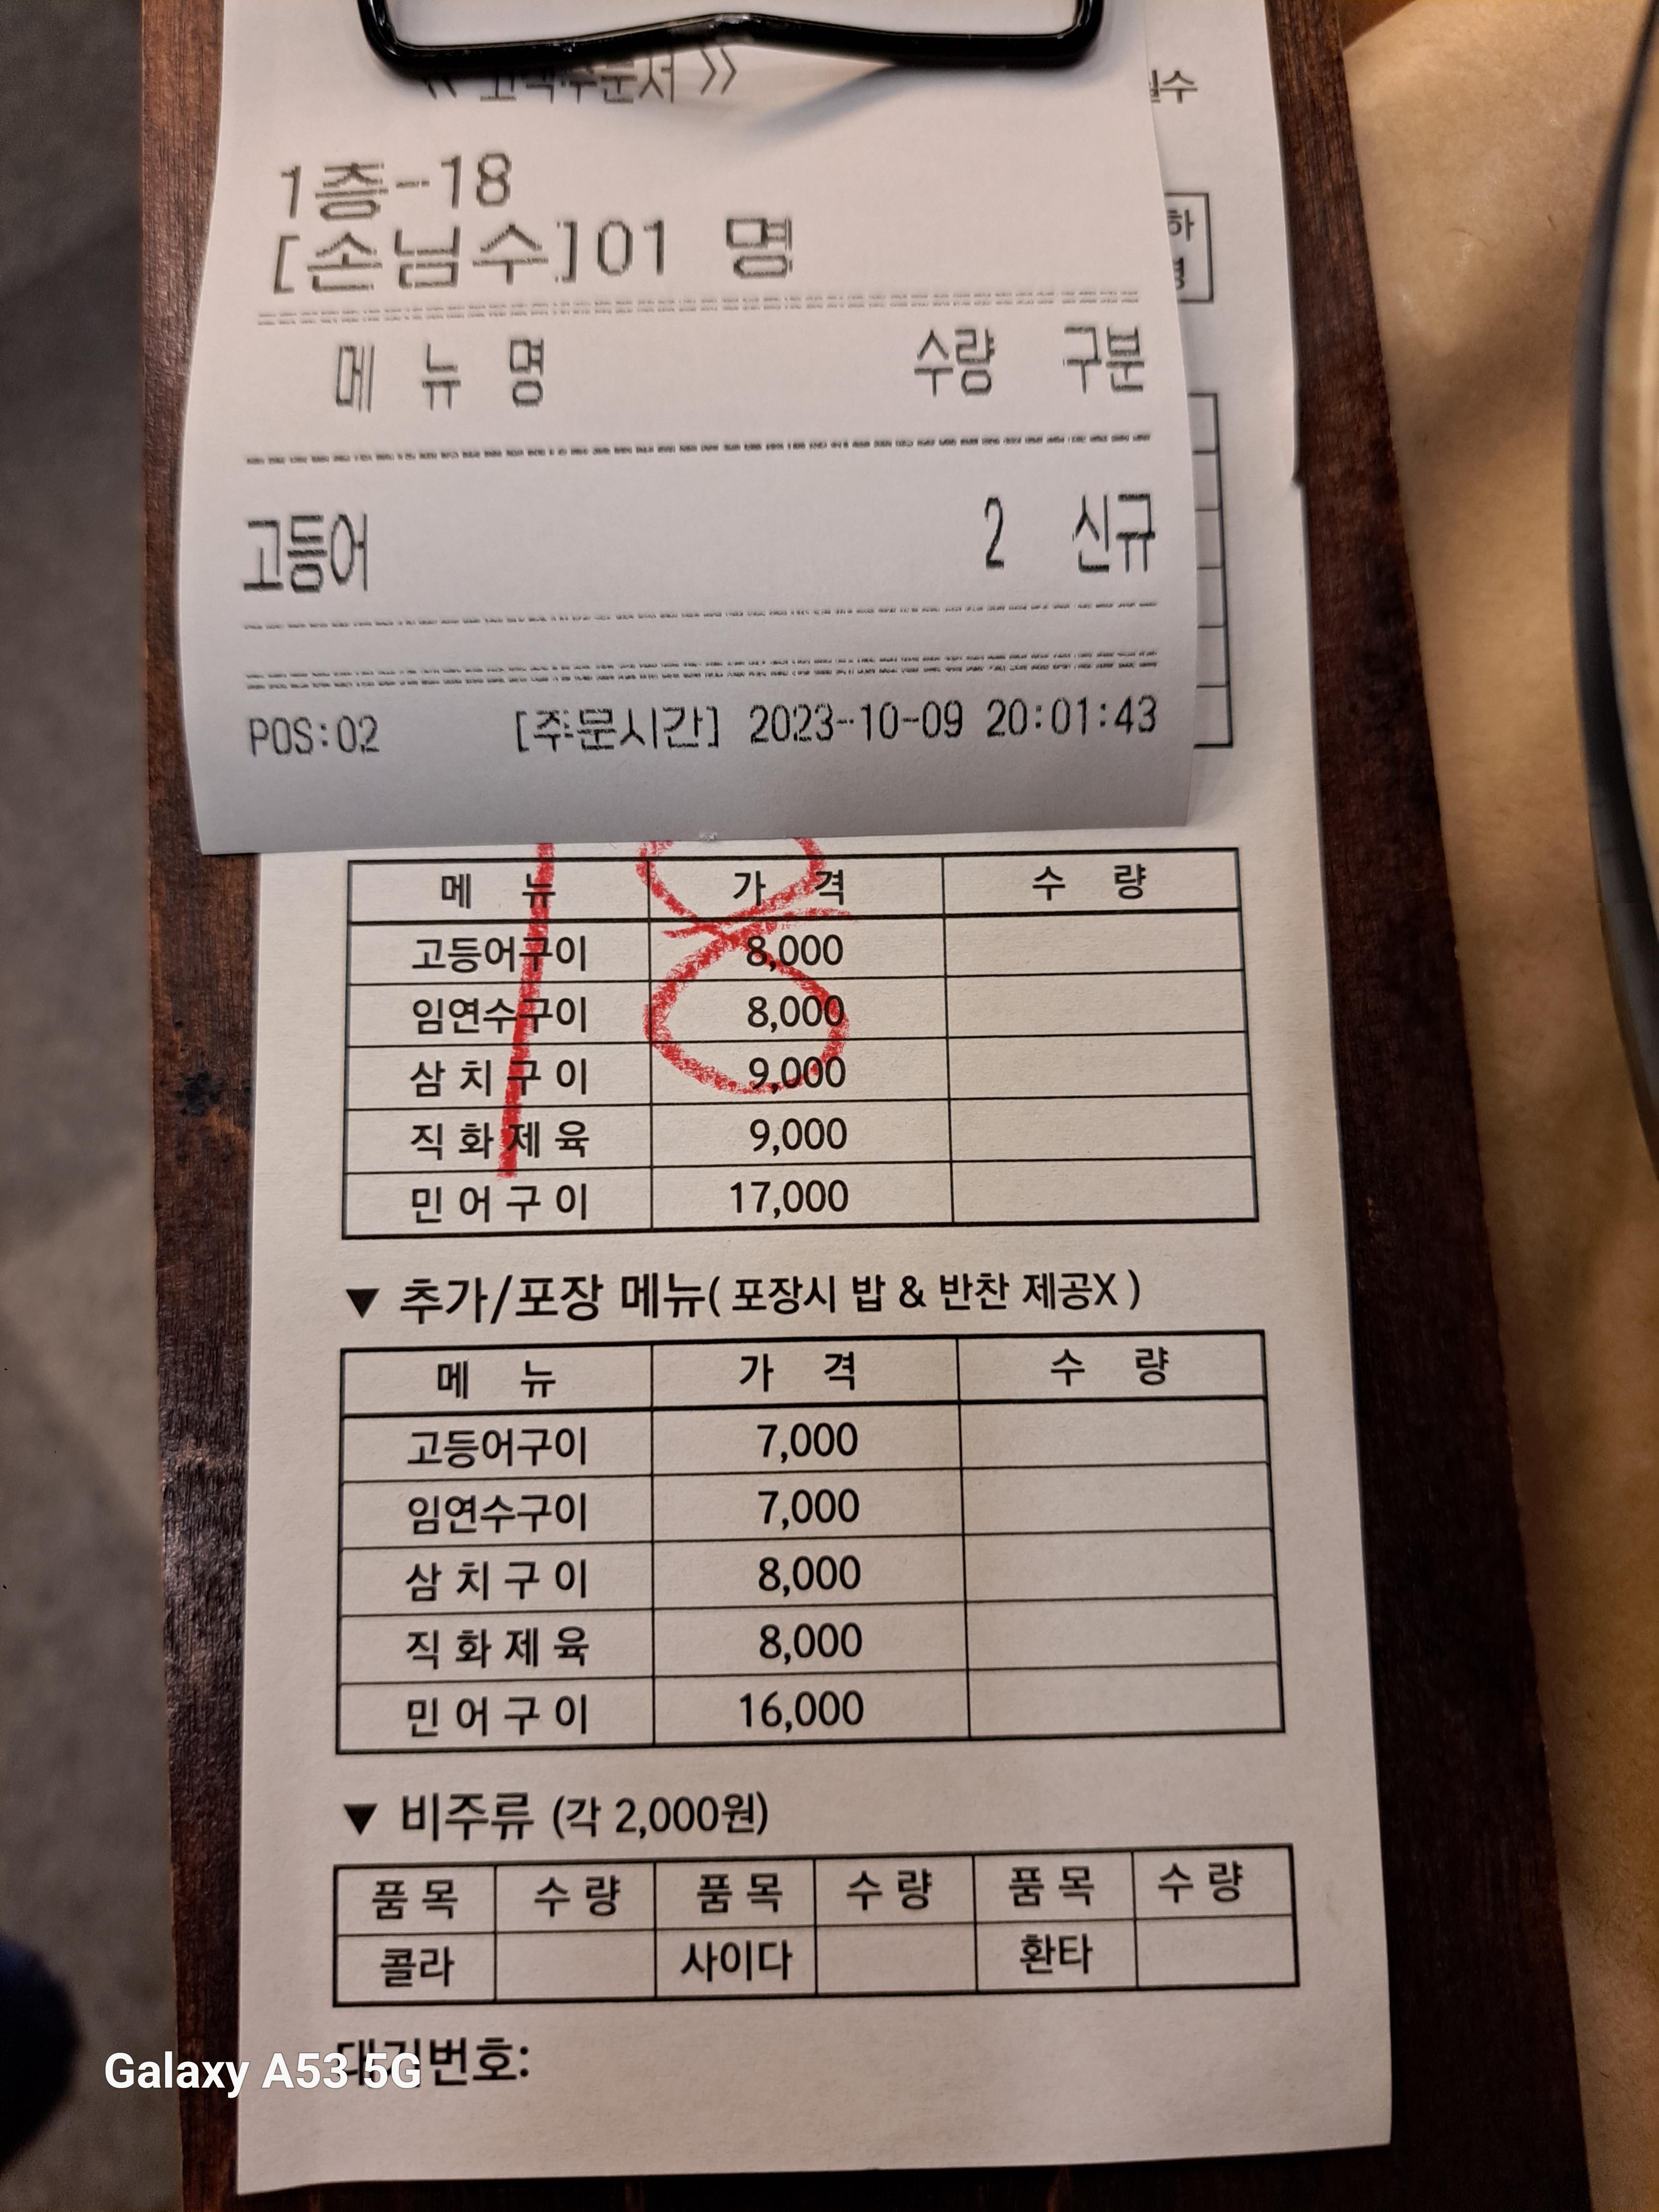 << 고객주문서 >>
1층-18
[손님수]01 명
메 뉴 명 수량 구분
고등어 2 신규
POS:02 [주문시간] 2023-10-09 20:01:43
18
메 뉴 가 격 수 량
고등어구이 8,000
임연수구이 8,000
삼 치 구 이 9,000
직 화 제 육 9,000
민 어 구 이 17,000
▼ 추가/포장 메뉴( 포장시 밥 & 반찬 제공X )
메 뉴 가 격 수 량
고등어구이 7,000
임연수구이 7,000
삼 치 구 이 8,000
직 화 제 육 8,000
민 어 구 이 16,000
▼ 비주류 (각 2,000원)
품 목 수 량 품 목 수 량 품 목 수 량
콜라 사이다 환타
대기번호:
Galaxy A53 5G